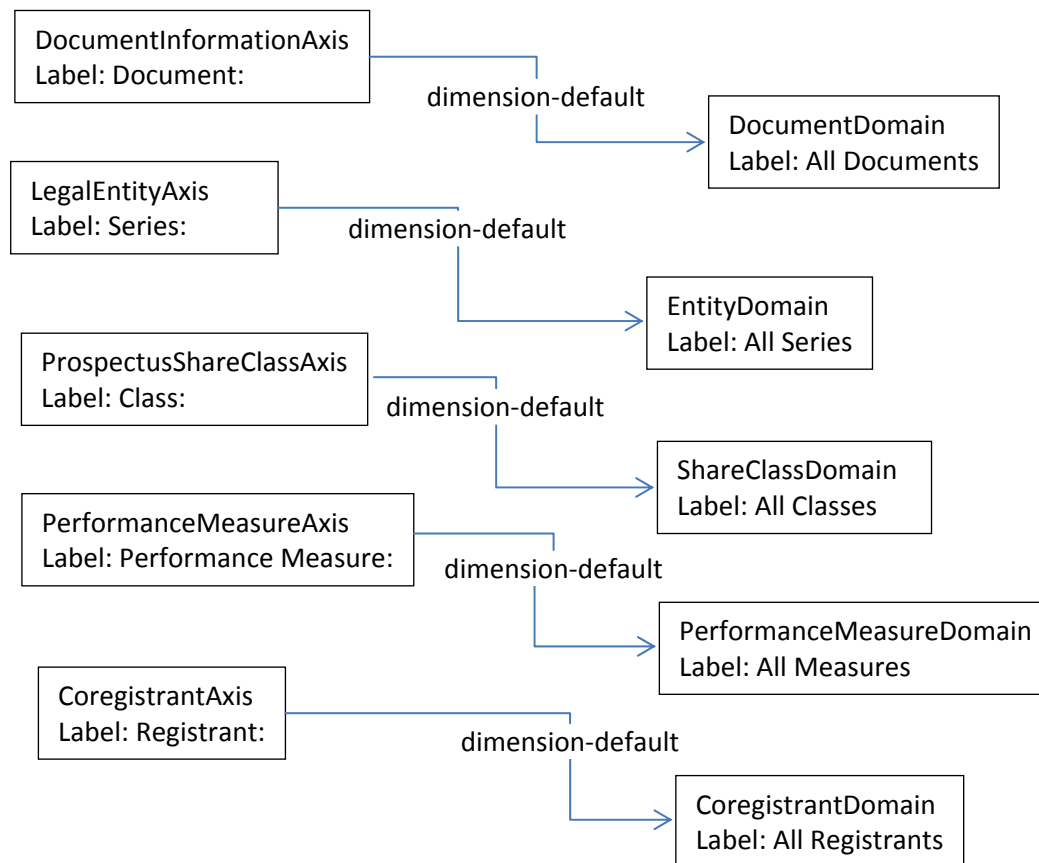 DocumentInformationAxis
Label: Document:
dimension-default
DocumentDomain
Label: All Documents
LegalEntityAxis
Label: Series:
dimension-default
EntityDomain
Label: All Series
ProspectusShareClassAxis
Label: Class:
dimension-default
ShareClassDomain
Label: All Classes
PerformanceMeasureAxis
Label: Performance Measure:
dimension-default
PerformanceMeasureDomain
Label: All Measures
CoregistrantAxis
Label: Registrant:
dimension-default
CoregistrantDomain
Label: All Registrants